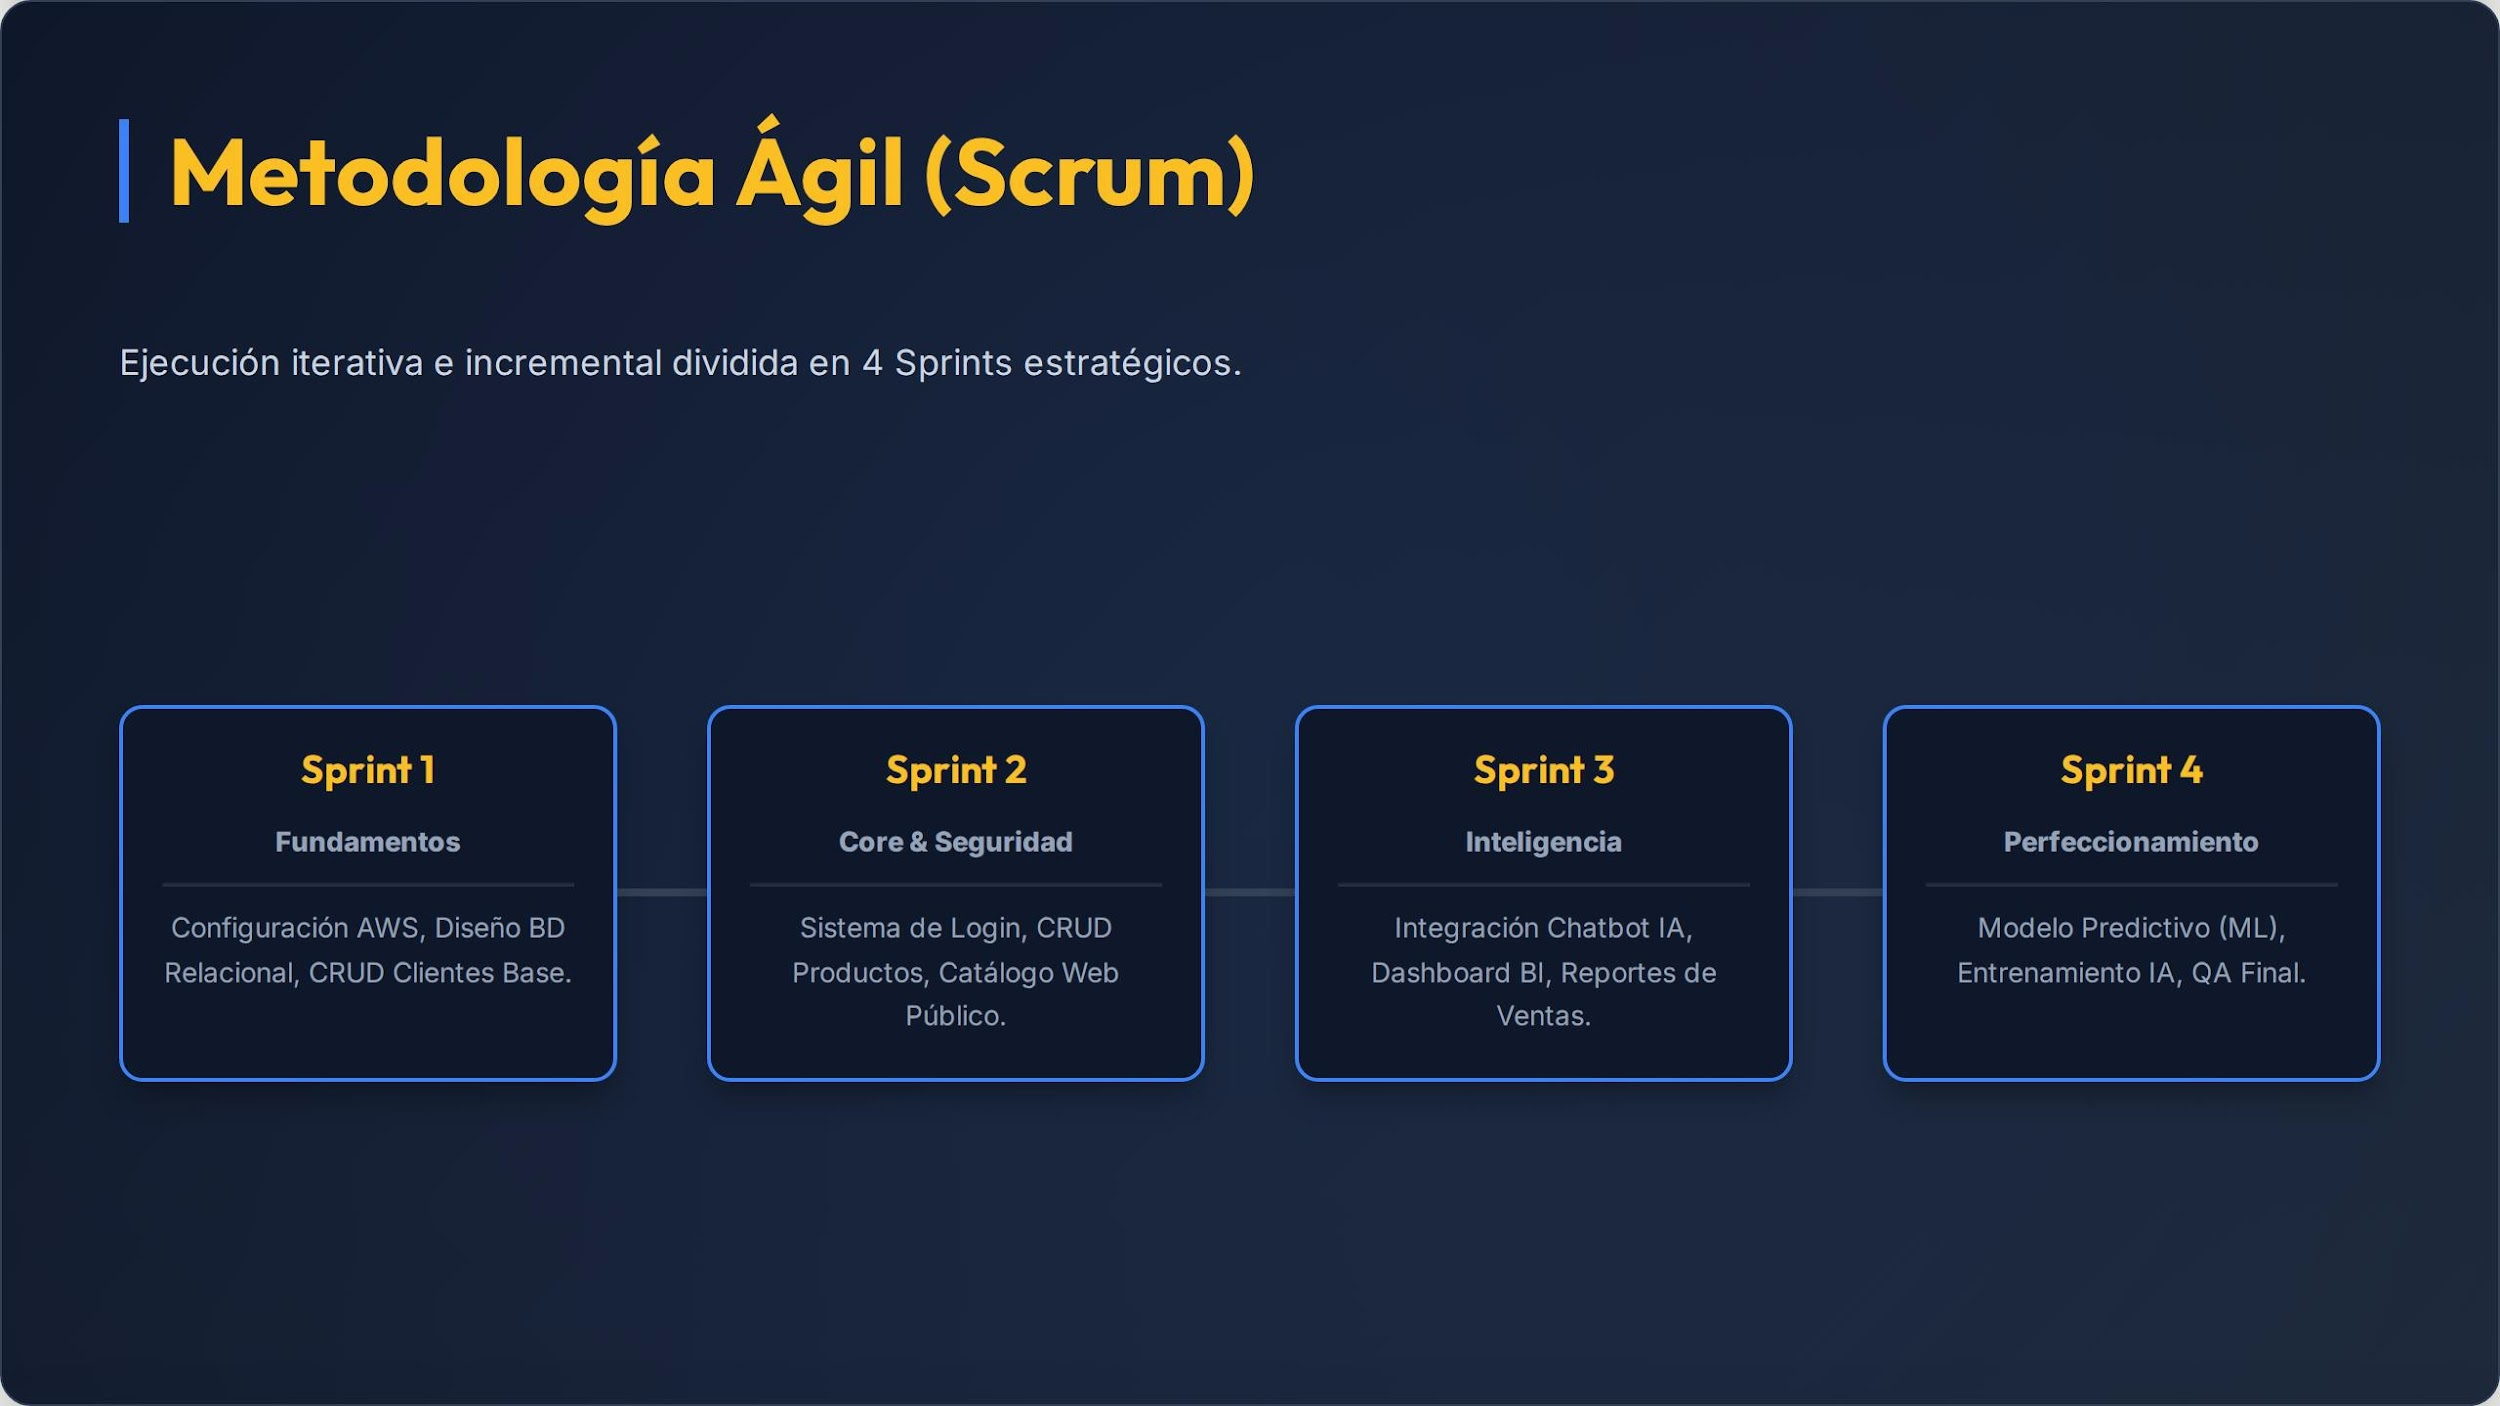 Metodología Ágil (Scrum)
Ejecución iterativa e incremental dividida en 4 Sprints estratégicos.
Sprint 1
Fundamentos
Configuración AWS, Diseño BD
Relacional, CRUD Clientes Base.
Sprint 2
Core & Seguridad
Sistema de Login, CRUD
Productos, Catálogo Web
Público.
Sprint 3
Inteligencia
Integración Chatbot IA,
Dashboard BI, Reportes de
Ventas.
Sprint 4
Perfeccionamiento
Modelo Predictivo (ML),
Entrenamiento IA, QA Final.